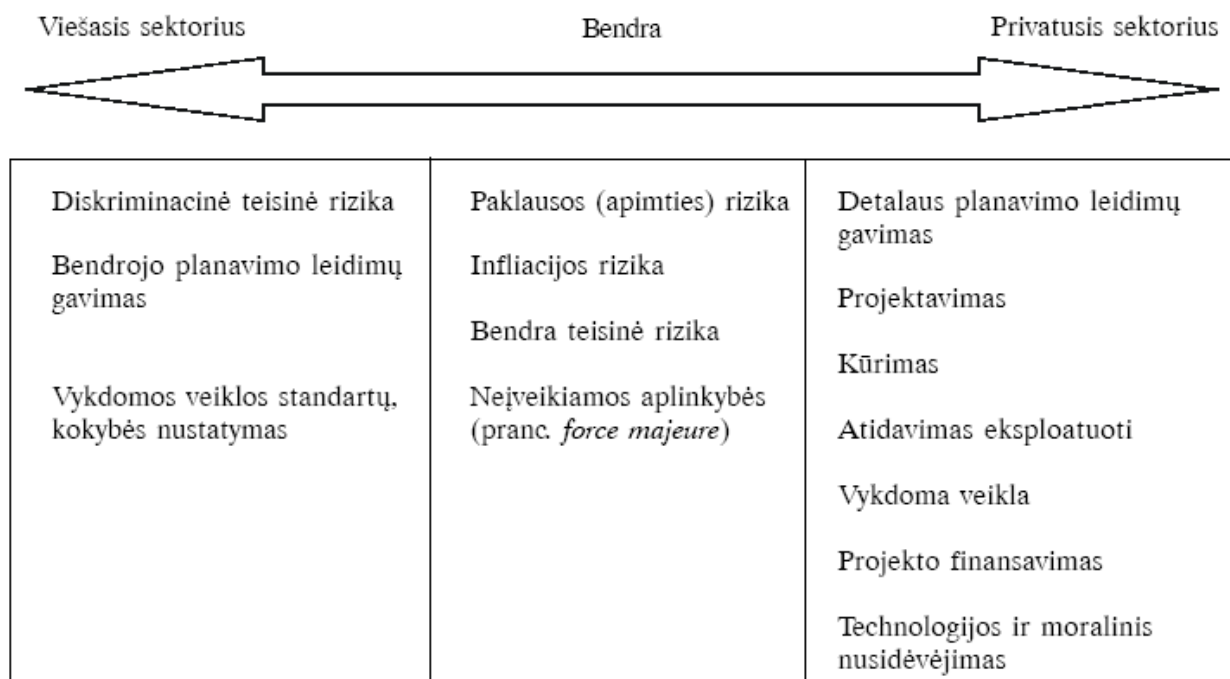 Viešasis sektorius
Bendra
Privatusis sektorius
Diskriminacinė teisinė rizika
Bendrojo planavimo leidimų
gavimas
Vykdomos veiklos standartų,
kokybės nustatymas
Paklausos (apimties) rizika
Infliacijos rizika
Bendra teisinė rizika
Neįveikiamos aplinkybės
(pranc. force majeure)
Detalaus planavimo leidimų
gavimas
Projektavimas
Kūrimas
Atidavimas eksploatuoti
Vykdoma veikla
Projekto finansavimas
Technologijos ir moralinis
nusidėvėjimas